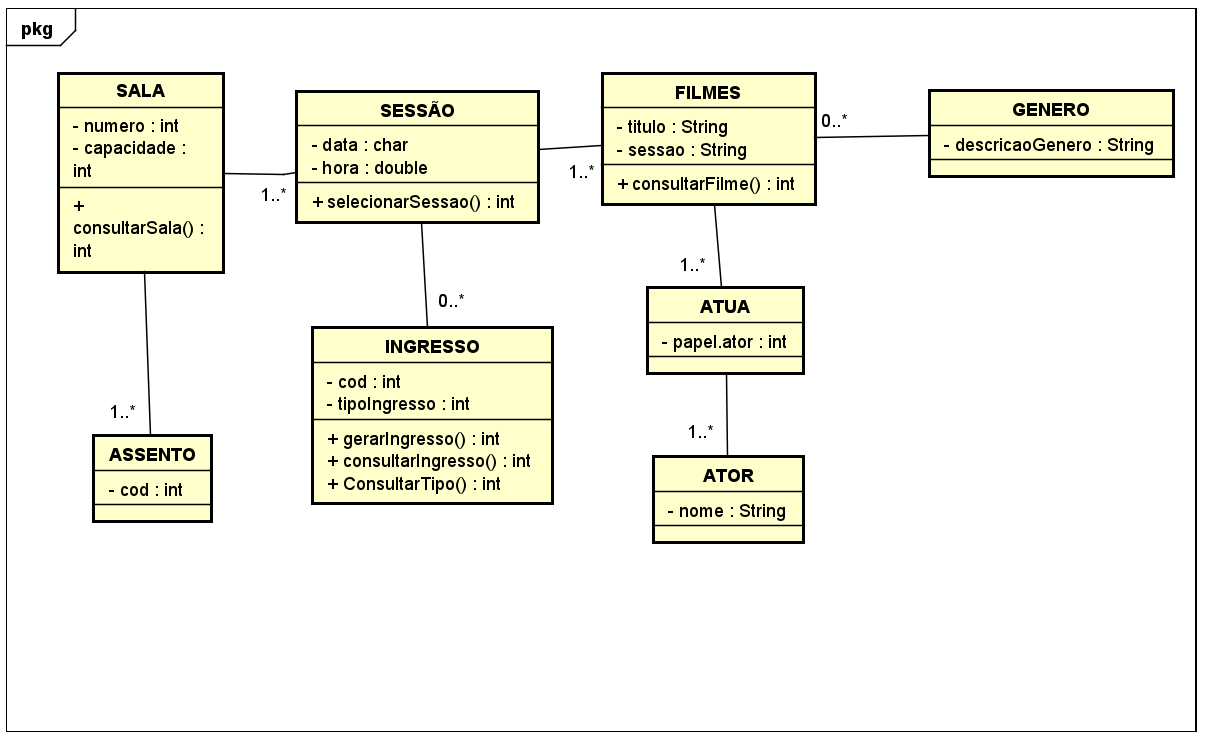 pkg
SALA
- numero : int
- capacidade :
int
+
consultarSala() :
int
1..*
SESSÃO
- data : char
- hora : double
+ selecionarSessao() : int
1..*
FILMES
- titulo : String
- sessao : String
+ consultarFilme() : int
0..*
GENERO
- descricaoGenero : String
1..*
ASSENTO
- cod : int
0..*
INGRESSO
- cod : int
- tipoIngresso : int
+ gerarIngresso() : int
+ consultarIngresso() : int
+ ConsultarTipo() : int
1..*
ATUA
- papel.ator : int
1..*
ATOR
- nome : String